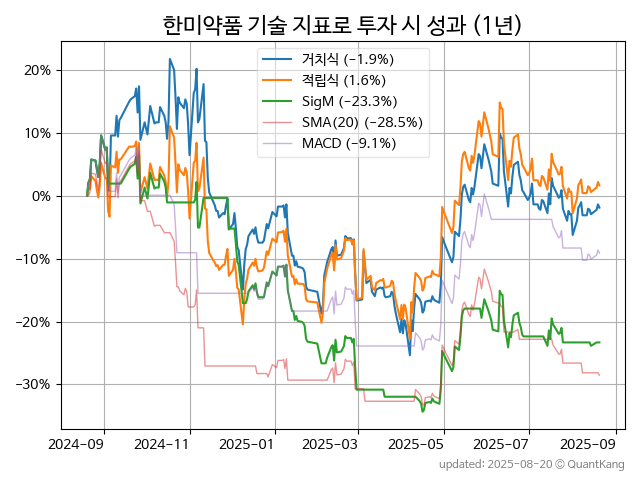 한미약품 기술 지표로 투자 시 성과 (1년)
거치식 (−1.9%)
적립식 (1.6%)
SigM (−23.3%)
SMA(20) (−28.5%)
MACD (−9.1%)
20%
10%
0%
−10%
−20%
−30%
2024-09 2024-11 2025-01 2025-03 2025-05 2025-07 2025-09
updated: 2025-08-20 © QuantKang